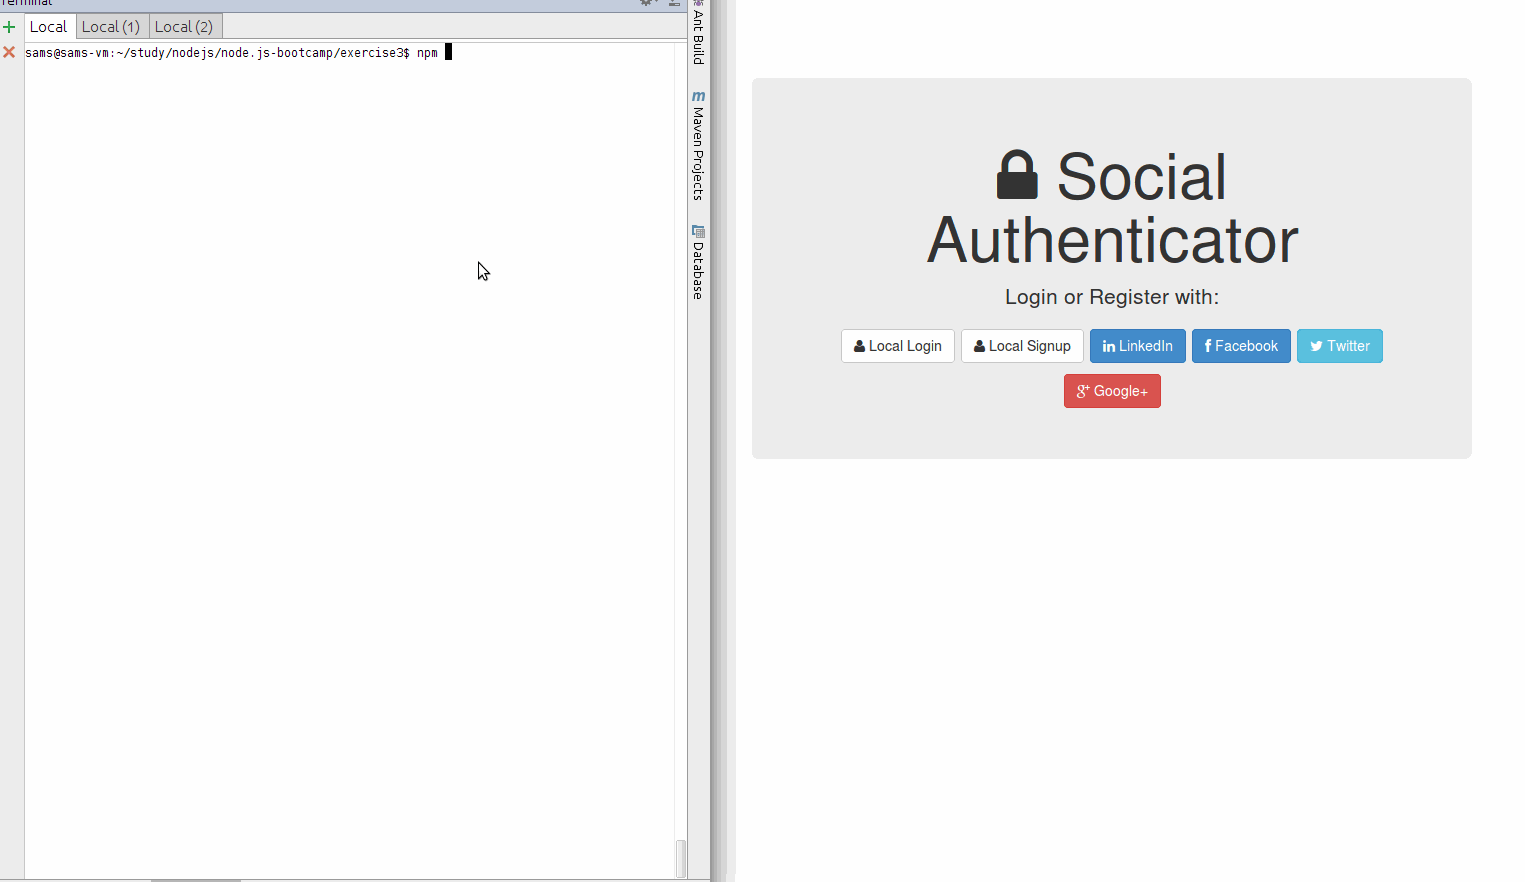 Terminal
Local
Local (1)
Local (2)
sams@sams-vm:~/study/nodejs/node.js-bootcamp/exercise3$ npm
Ant Build
m
Maven Projects
Database
Social
Authenticator
Login or Register with:
Local Login
Local Signup
in LinkedIn
f Facebook
Twitter
g+ Google+